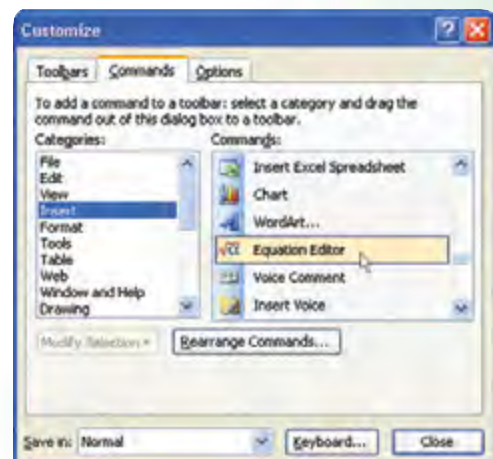 Customize
Toolbars Commands Options
To add a command to a toolbar: select a category and drag the
command out of this dialog box to a toolbar.
Categories:
File
Edit
View
Insert
Format
Tools
Table
Web
Window and Help
Drawing
Commands:
Insert Excel Spreadsheet
Chart
WordArt...
√α Equation Editor
Voice Comment
Insert Voice
Modify Selection
Rearrange Commands...
Save in: Normal Keyboard... Close